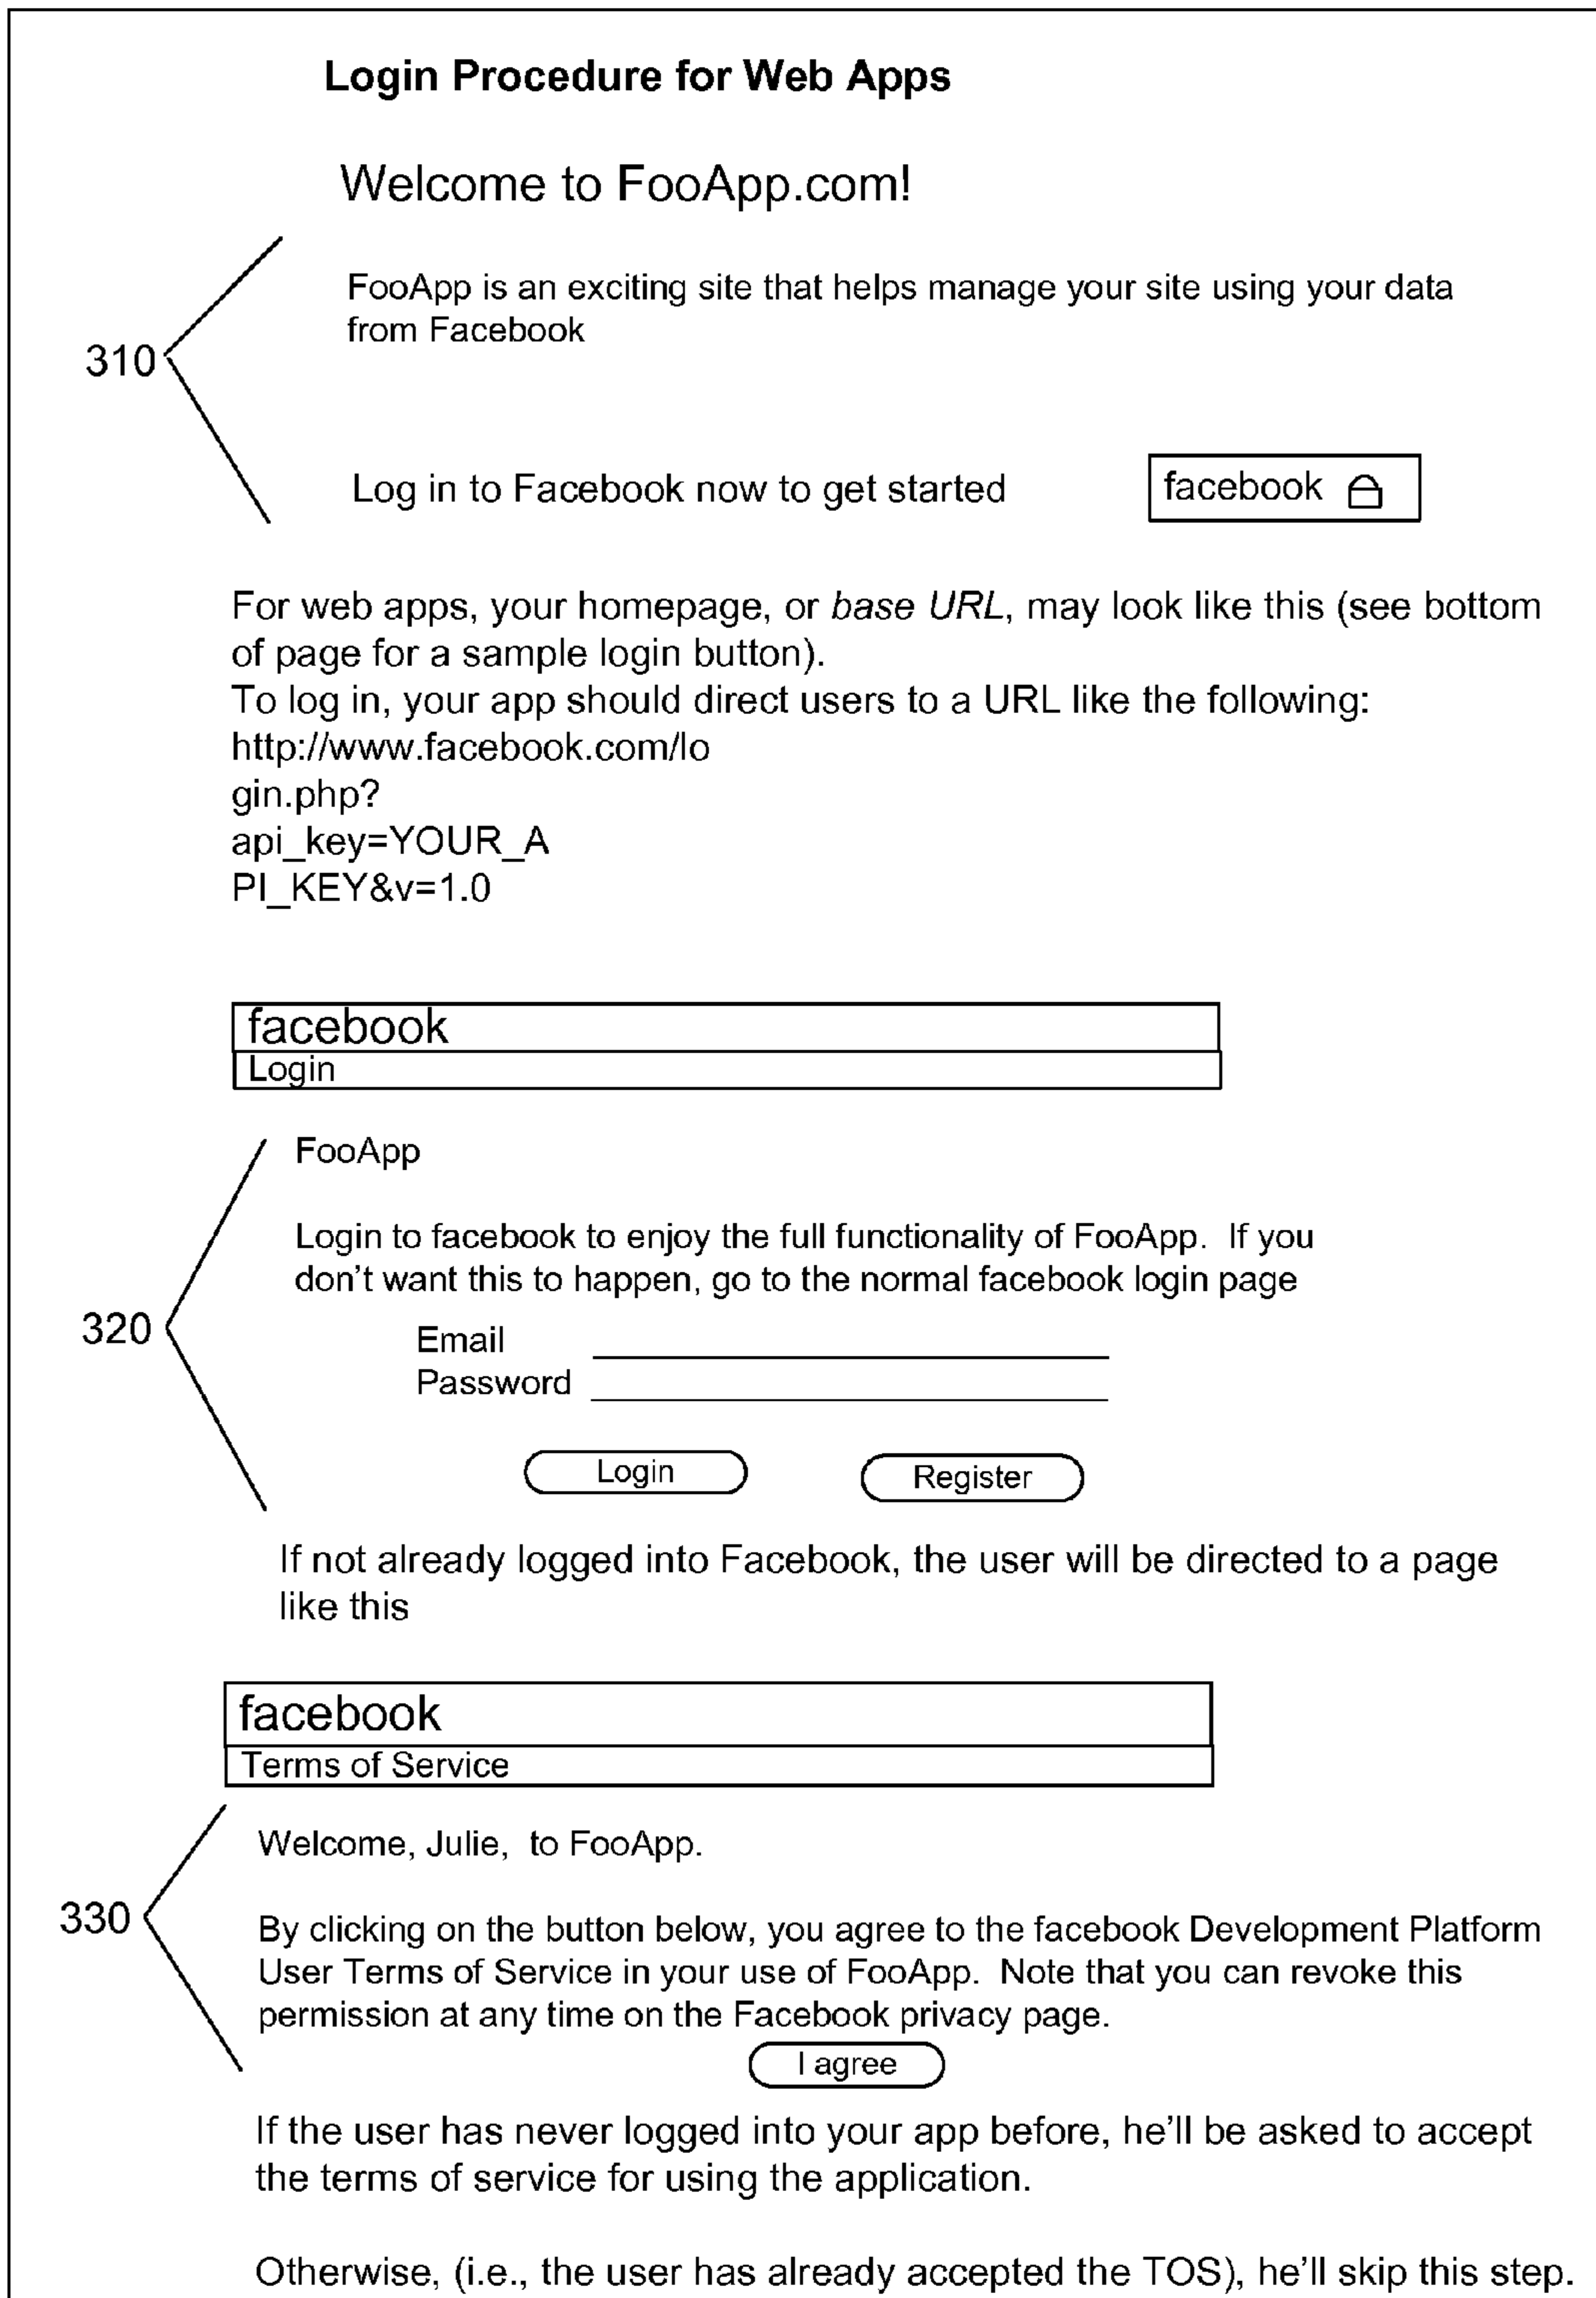 Login Procedure for Web Apps
Welcome to FooApp.com!
FooApp is an exciting site that helps manage your site using your data
from Facebook
310
Log in to Facebook now to get started
facebook
For web apps, your homepage, or base URL, may look like this (see bottom
of page for a sample login button).
To log in, your app should direct users to a URL like the following:
http://www.facebook.com/lo
gin.php?
api_key=YOUR_A
PI_KEY&v=1.0
facebook
Login
FooApp
Login to facebook to enjoy the full functionality of FooApp.  If you
don't want this to happen, go to the normal facebook login page
320
Email
Password
Login
Register
If not already logged into Facebook, the user will be directed to a page
like this
facebook
Terms of Service
Welcome, Julie,  to FooApp.
330
By clicking on the button below, you agree to the facebook Development Platform
User Terms of Service in your use of FooApp.  Note that you can revoke this
permission at any time on the Facebook privacy page.
I agree
If the user has never logged into your app before, he'll be asked to accept
the terms of service for using the application.
Otherwise, (i.e., the user has already accepted the TOS), he'll skip this step.